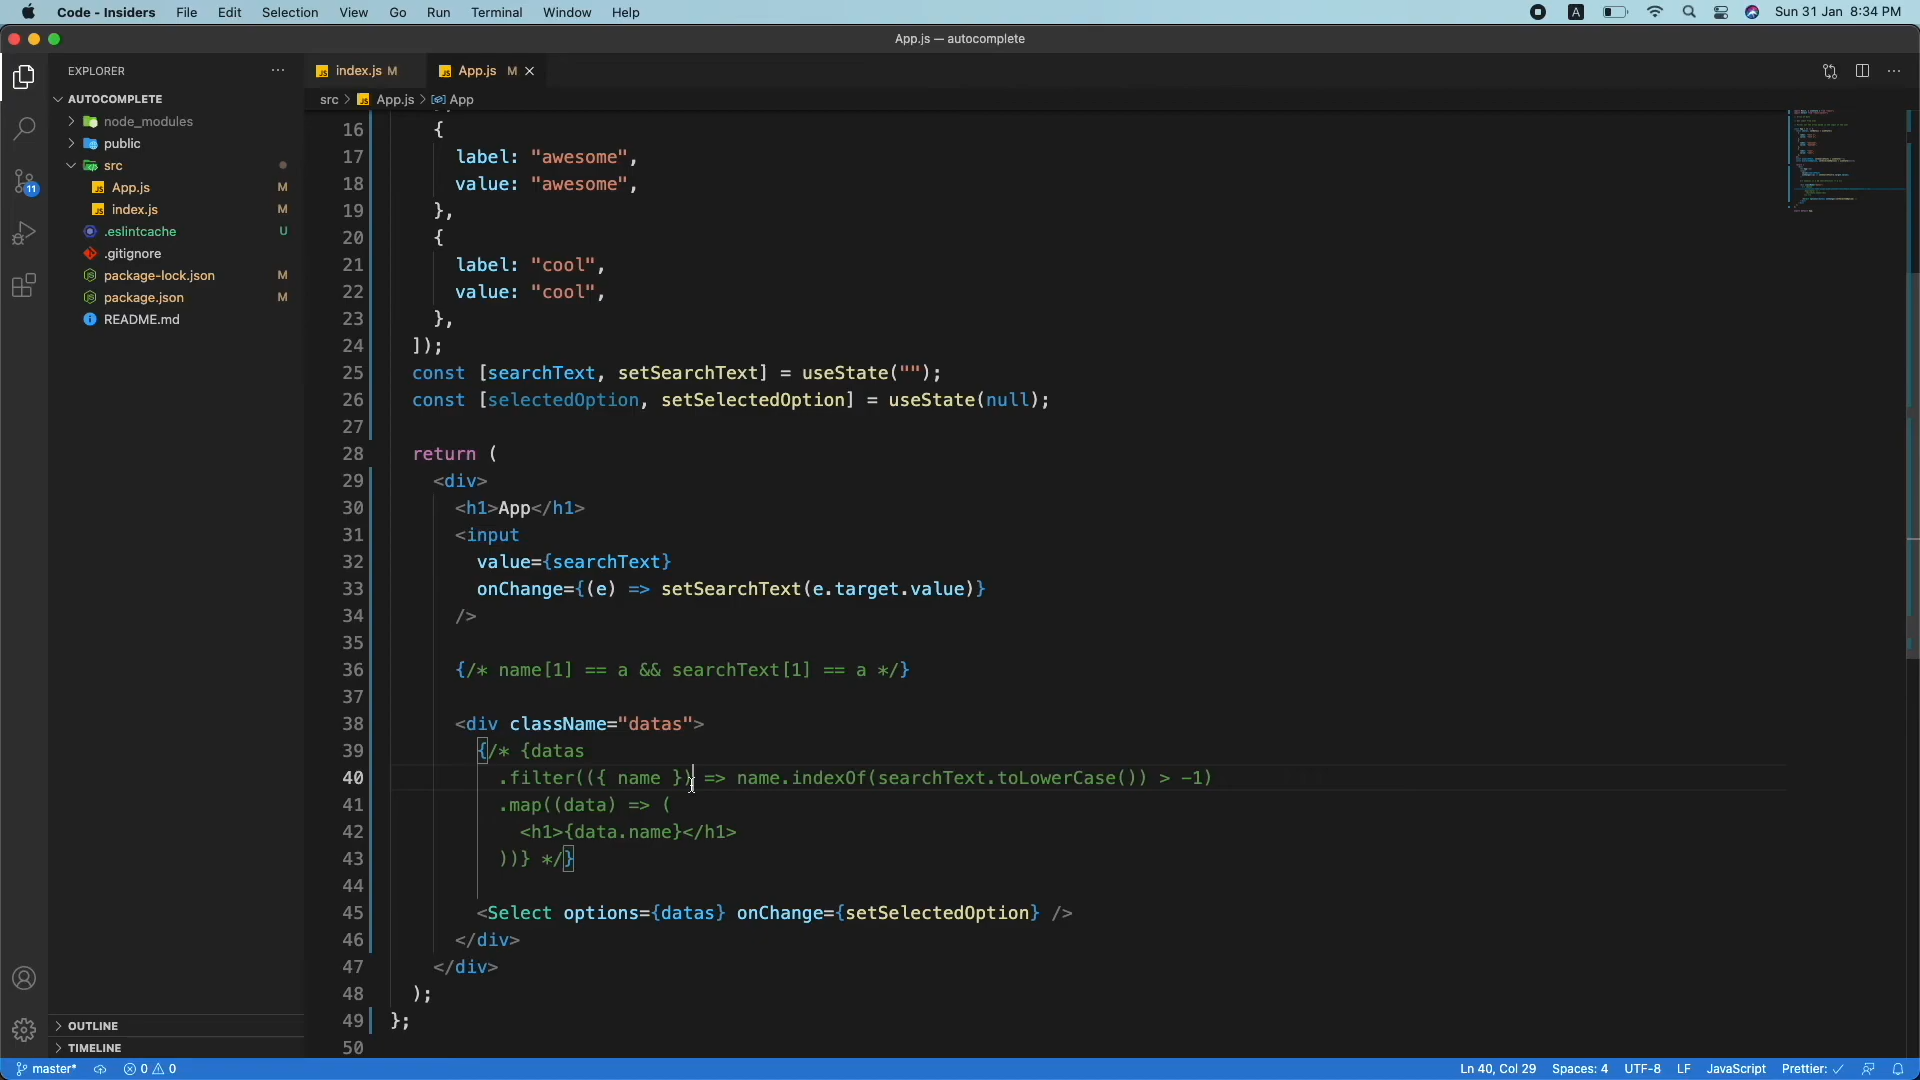 Code - Insiders File Edit Selection View Go Run Terminal Window Help A Sun 31 Jan 8:34 PM
App.js — autocomplete
EXPLORER
index.js M
App.js M
AUTOCOMPLETE
src > App.js > App
node_modules
public
src
App.js M
index.js M
.eslintcache U
.gitignore
package-lock.json M
package.json M
README.md
11
16 {
17 label: "awesome",
18 value: "awesome",
19 },
20 {
21 label: "cool",
22 value: "cool",
23 },
24 ]);
25 const [searchText, setSearchText] = useState("");
26 const [selectedOption, setSelectedOption] = useState(null);
27
28 return (
29 <div>
30 <h1>App</h1>
31 <input
32 value={searchText}
33 onChange={(e) => setSearchText(e.target.value)}
34 />
35
36 {/* name[1] == a && searchText[1] == a */}
37
38 <div className="datas">
39 {/* {datas
40 .filter(({ name }) => name.indexOf(searchText.toLowerCase()) > -1)
41 .map((data) => (
42 <h1>{data.name}</h1>
43 ))} */}
44
45 <Select options={datas} onChange={setSelectedOption} />
46 </div>
47 </div>
48 );
49 };
50
OUTLINE
TIMELINE
master* 0 0 Ln 40, Col 29 Spaces: 4 UTF-8 LF JavaScript Prettier: ✓